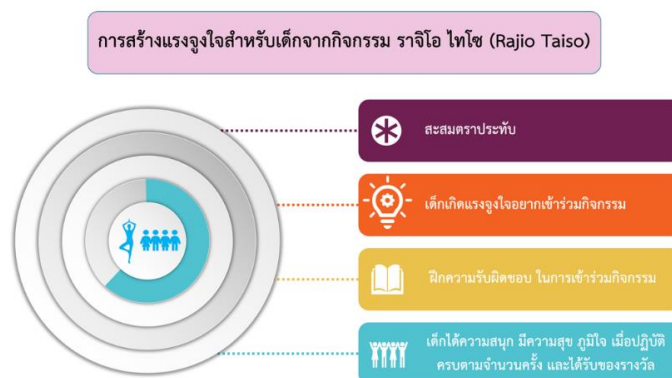 การสร้างแรงจูงใจสำหรับเด็กจากกิจกรรม ราจิโอ ไทโซ (Rajio Taiso)
สะสมตราประทับ
เด็กเกิดแรงจูงใจอยากเข้าร่วมกิจกรรม
ฝึกความรับผิดชอบ ในการเข้าร่วมกิจกรรม
เด็กได้ความสนุก มีความสุข ภูมิใจ เมื่อปฏิบัติ
ครบตามจำนวนครั้ง และได้รับของรางวัล